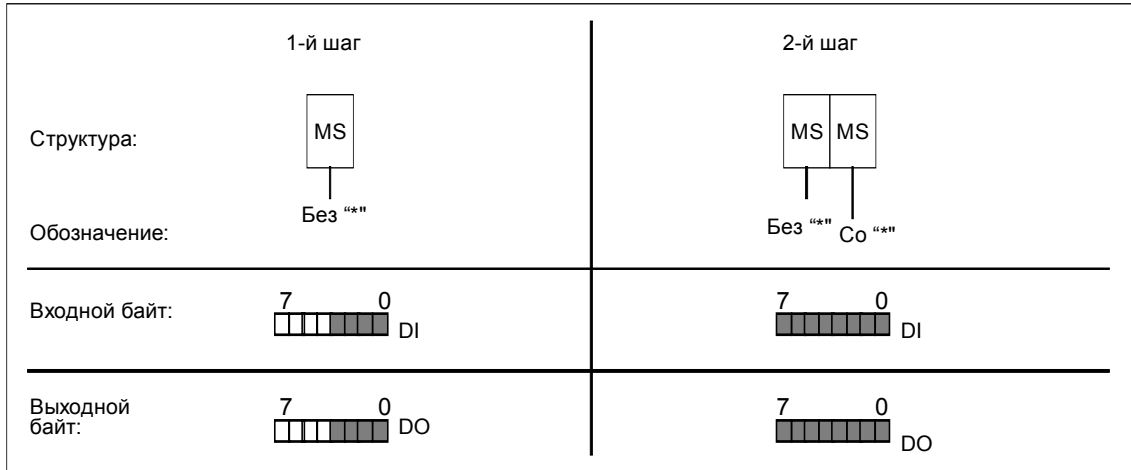 1-й шаг
2-й шаг
Структура:
MS
MS MS
Без “*"
Обозначение:
Без “*" Со “*"
Входной байт:
7 0
DI
7 0
DI
Выходной
байт:
7 0
DO
7 0
DO